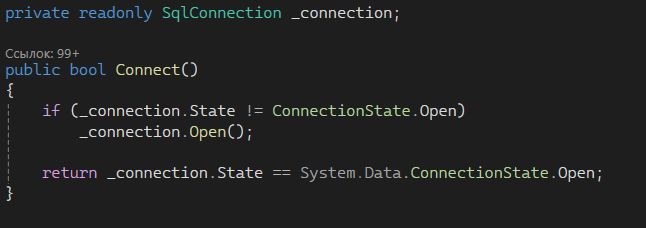 private readonly SqlConnection _connection;
Ссылок: 99+
public bool Connect()
{
if (_connection.State != ConnectionState.Open)
_connection.Open();
return _connection.State == System.Data.ConnectionState.Open;
}